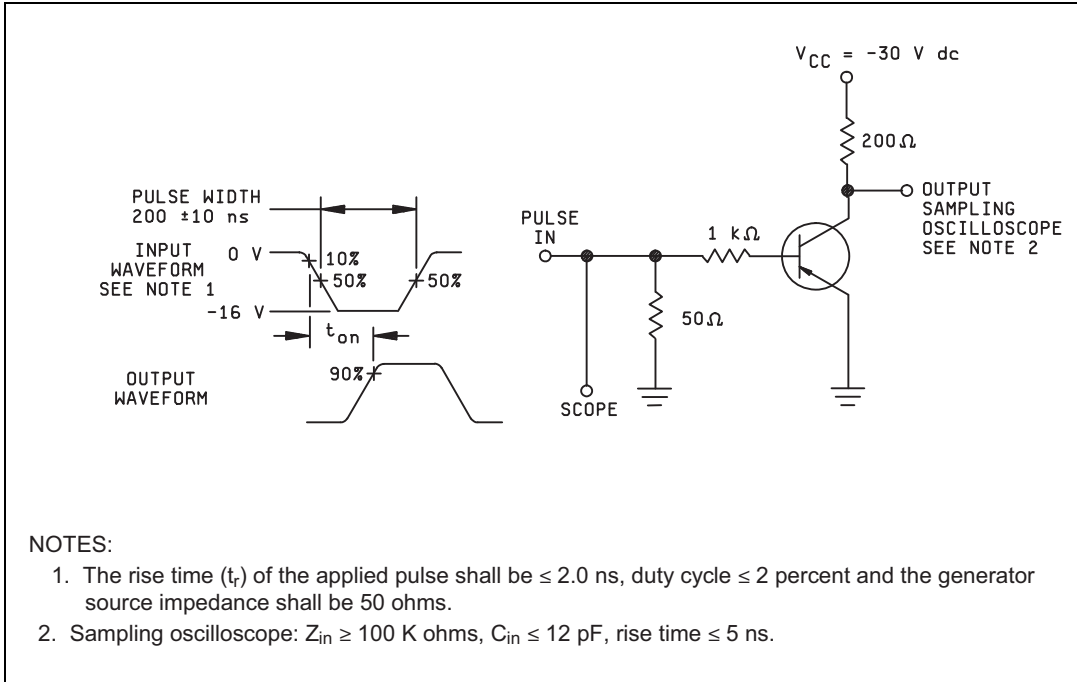 V_CC = -30 V dc
200Ω
OUTPUT
SAMPLING
OSCILLOSCOPE
SEE NOTE 2
PULSE WIDTH
200 ±10 ns
INPUT
WAVEFORM
SEE NOTE 1
0 V
10%
50%
50%
-16 V
t_on
90%
OUTPUT
WAVEFORM
PULSE
IN
1 kΩ
50Ω
SCOPE
NOTES:
1. The rise time (t_r) of the applied pulse shall be ≤ 2.0 ns, duty cycle ≤ 2 percent and the generator
source impedance shall be 50 ohms.
2. Sampling oscilloscope: Z_in ≥ 100 K ohms, C_in ≤ 12 pF, rise time ≤ 5 ns.